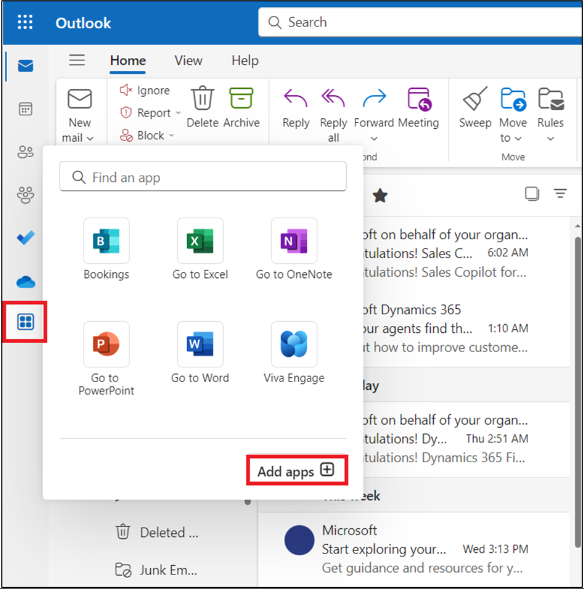 Outlook
Search
Home View Help
New mail
Ignore
Report
Block
Delete
Archive
Reply
Reply all
Forward
Meeting
Sweep
Move to
Rules
ond
Move
Find an app
Bookings
Go to Excel
Go to OneNote
Go to PowerPoint
Go to Word
Viva Engage
Add apps
oft on behalf of your organ...
ongratulations! Sales C... 6:02 AM
ulations! Sales Copilot for...
oft Dynamics 365
our agents find th... 1:10 AM
t how to improve custome...
day
oft on behalf of your organ...
ngratulations! Dy... Thu 2:51 AM
ulations! Dynamics 365 Fi...
This week
Microsoft
Start exploring your... Wed 3:13 PM
Get guidance and resources for y...
Deleted ...
Junk Em...